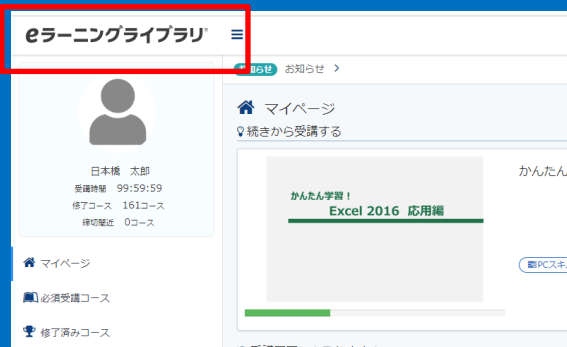 eラーニングライブラリ®
お知らせ お知らせ
マイページ
続きから受講する
日本橋 太郎
受講時間 99:59:59
修了コース 161コース
締切間近 0コース
かんたん学習！
Excel 2016 応用編
かんたん
PCスキ
マイページ
必須受講コース
修了済みコース